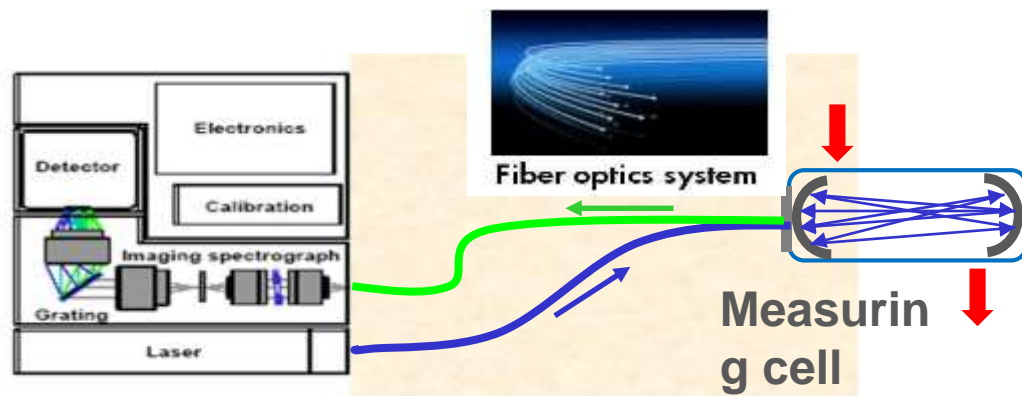 Electronics
Detector
Calibration
Imaging spectrograph
Grating
Laser
Fiber optics system
Measurin
g cell